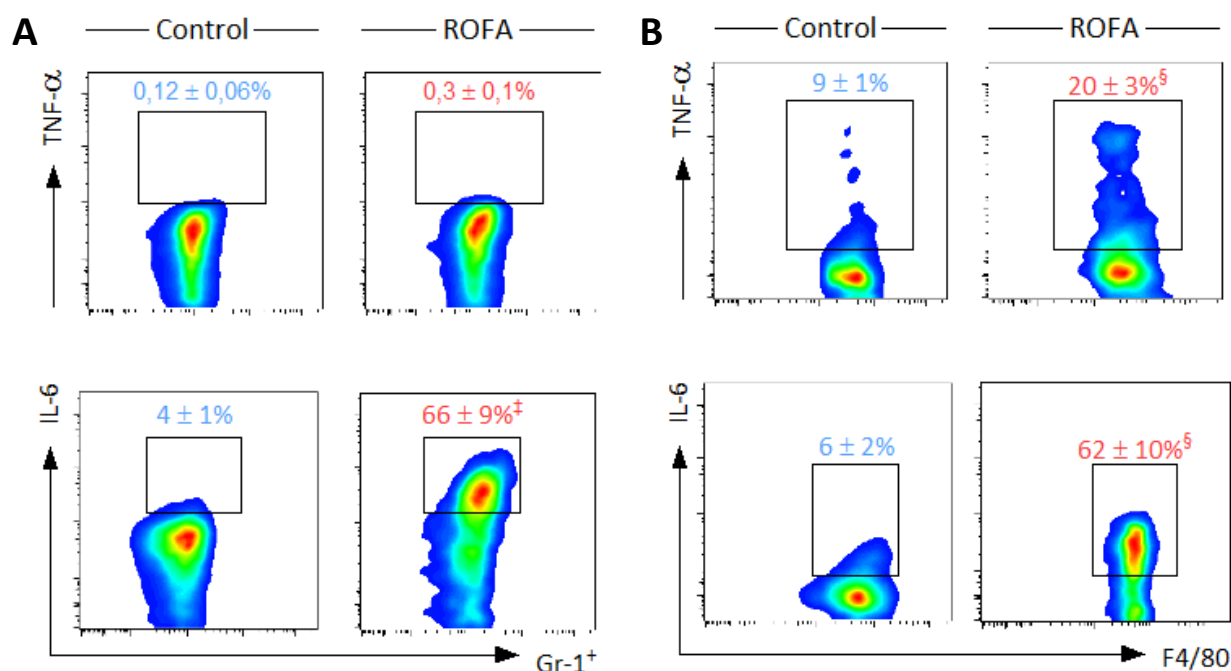 A
Control
ROFA
TNF-α
0,12 ± 0,06%
0,3 ± 0,1%
IL-6
4 ± 1%
66 ± 9%‡
Gr-1⁺
B
Control
ROFA
TNF-α
9 ± 1%
20 ± 3%§
IL-6
6 ± 2%
62 ± 10%§
F4/80